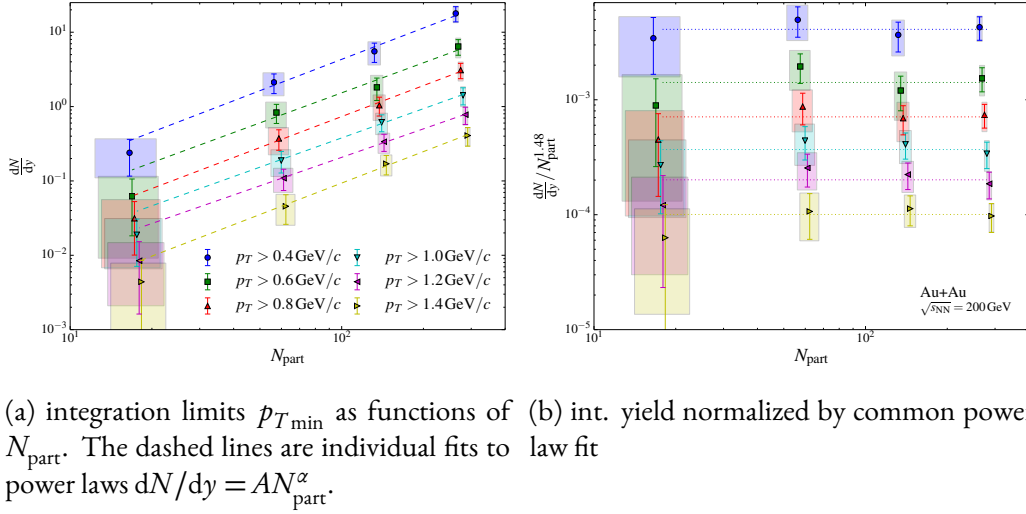 10^1
10^0
10^{-1}
10^{-2}
10^{-3}
dN/dy
p_T > 0.4 GeV/c
p_T > 0.6 GeV/c
p_T > 0.8 GeV/c
p_T > 1.0 GeV/c
p_T > 1.2 GeV/c
p_T > 1.4 GeV/c
10^1
10^2
N_part
10^{-3}
10^{-4}
10^{-5}
dN/dy / N_part^{1.48}
Au+Au
√s_NN = 200 GeV
10^1
10^2
N_part
(a) integration limits p_{T min} as functions of
N_part. The dashed lines are individual fits to
power laws dN/dy = AN_part^α.
(b) int. yield normalized by common power
law fit